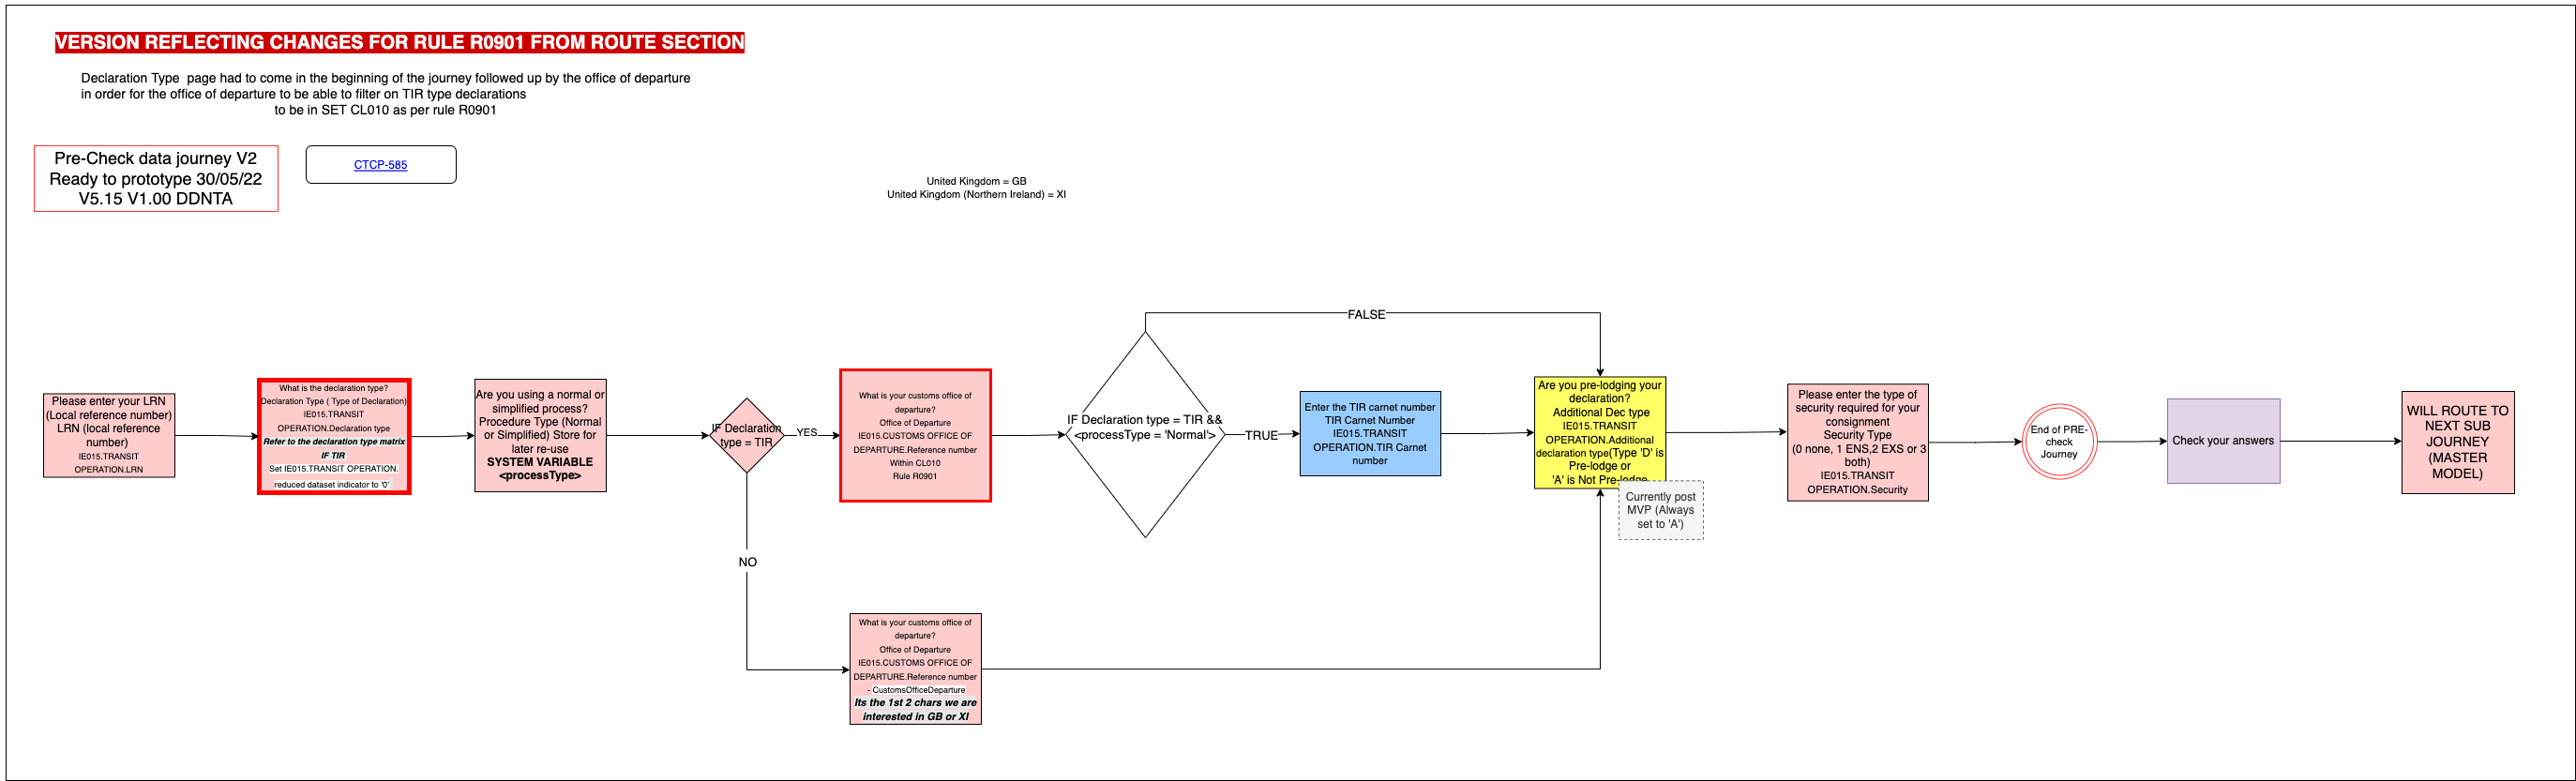 VERSION REFLECTING CHANGES FOR RULE R0901 FROM ROUTE SECTION
Declaration Type  page had to come in the beginning of the journey followed up by the office of departure
in order for the office of departure to be able to filter on TIR type declarations
to be in SET CL010 as per rule R0901
Pre-Check data journey V2
Ready to prototype 30/05/22
V5.15 V1.00 DDNTA
CTCP-585
United Kingdom = GB
United Kingdom (Northern Ireland) = XI
Please enter your LRN
(Local reference number)
LRN (local reference
number)
IE015.TRANSIT
OPERATION.LRN
What is the declaration type?
Declaration Type ( Type of Declaration)
IE015.TRANSIT
OPERATION.Declaration type
Refer to the declaration type matrix
IF TIR
Set IE015.TRANSIT OPERATION.
reduced dataset indicator to '0'
Are you using a normal or
simplified process?
Procedure Type (Normal
or Simplified) Store for
later re-use
SYSTEM VARIABLE
<processType>
IF Declaration
type = TIR
YES
NO
What is your customs office of
departure?
Office of Departure
IE015.CUSTOMS OFFICE OF
DEPARTURE.Reference number
Within CL010
Rule R0901
What is your customs office of
departure?
Office of Departure
IE015.CUSTOMS OFFICE OF
DEPARTURE.Reference number
- CustomsOfficeDeparture
Its the 1st 2 chars we are
interested in GB or XI
IF Declaration type = TIR &&
<processType = 'Normal'>
FALSE
TRUE
Enter the TIR carnet number
TIR Carnet Number
IE015.TRANSIT
OPERATION.TIR Carnet
number
Are you pre-lodging your
declaration?
Additional Dec type
IE015.TRANSIT
OPERATION.Additional
declaration type(Type 'D' is
Pre-lodge or
'A' is Not Pre-lodge
Currently post
MVP (Always
set to 'A')
Please enter the type of
security required for your
consignment
Security Type
(0 none, 1 ENS,2 EXS or 3
both)
IE015.TRANSIT
OPERATION.Security
End of PRE-
check
Journey
Check your answers
WILL ROUTE TO
NEXT SUB
JOURNEY
(MASTER
MODEL)